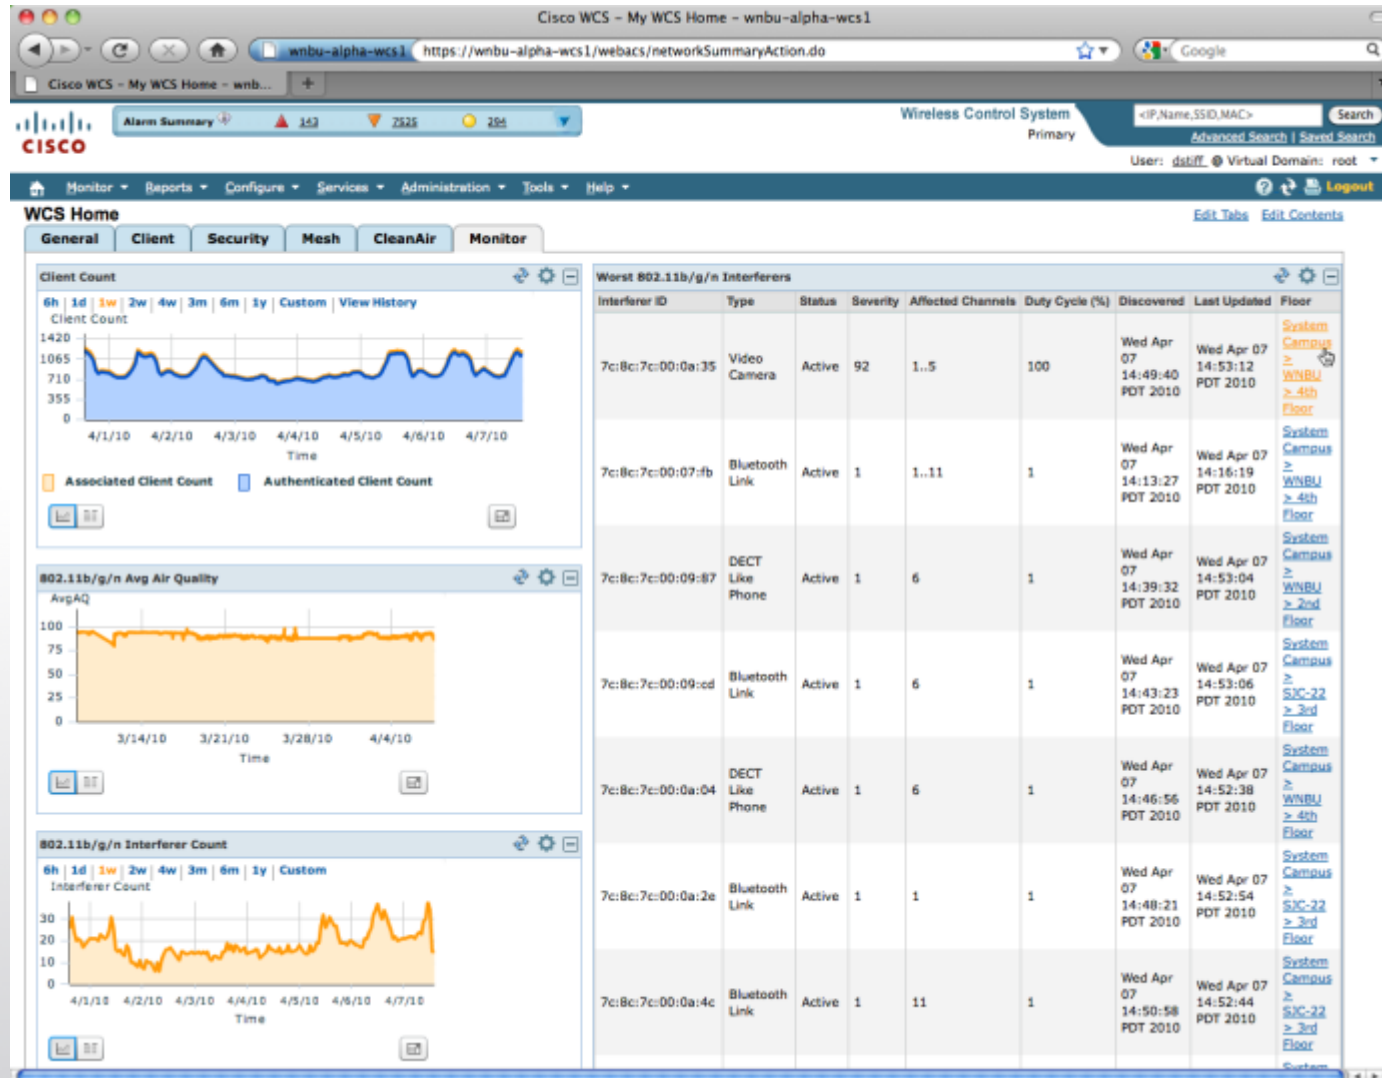 Cisco WCS – My WCS Home – wnbu-alpha-wcs1
wnbu-alpha-wcs1 https://wnbu-alpha-wcs1/webacs/networkSummaryAction.do
Google
Cisco WCS – My WCS Home – wnb...
CISCO
Alarm Summary 143 7525 294
Wireless Control System
Primary
<IP,Name,SSID,MAC> Search
Advanced Search | Saved Search
User: dstiff @ Virtual Domain: root
Monitor Reports Configure Services Administration Tools Help Logout
WCS Home
Edit Tabs Edit Contents
General Client Security Mesh CleanAir Monitor
Client Count
6h | 1d | 1w | 2w | 4w | 3m | 6m | 1y | Custom | View History
Client Count
1420
1065
710
355
0
4/1/10 4/2/10 4/3/10 4/4/10 4/5/10 4/6/10 4/7/10
Time
Associated Client Count Authenticated Client Count
802.11b/g/n Avg Air Quality
AvgAQ
100
75
50
25
0
3/14/10 3/21/10 3/28/10 4/4/10
Time
802.11b/g/n Interferer Count
6h | 1d | 1w | 2w | 4w | 3m | 6m | 1y | Custom
Interferer Count
30
20
10
0
4/1/10 4/2/10 4/3/10 4/4/10 4/5/10 4/6/10 4/7/10
Time
Worst 802.11b/g/n Interferers
Interferer ID Type Status Severity Affected Channels Duty Cycle (%) Discovered Last Updated Floor
7c:8c:7c:00:0a:35 Video Camera Active 92 1..5 100 Wed Apr 07 14:49:40 PDT 2010 Wed Apr 07 14:53:12 PDT 2010 System Campus > WNBU > 4th Floor
7c:8c:7c:00:07:fb Bluetooth Link Active 1 1..11 1 Wed Apr 07 14:13:27 PDT 2010 Wed Apr 07 14:16:19 PDT 2010 System Campus > WNBU > 4th Floor
7c:8c:7c:00:09:87 DECT Like Phone Active 1 6 1 Wed Apr 07 14:39:32 PDT 2010 Wed Apr 07 14:53:04 PDT 2010 System Campus > WNBU > 2nd Floor
7c:8c:7c:00:09:cd Bluetooth Link Active 1 6 1 Wed Apr 07 14:43:23 PDT 2010 Wed Apr 07 14:53:06 PDT 2010 System Campus > SJC-22 > 3rd Floor
7c:8c:7c:00:0a:04 DECT Like Phone Active 1 6 1 Wed Apr 07 14:46:56 PDT 2010 Wed Apr 07 14:52:38 PDT 2010 System Campus > WNBU > 4th Floor
7c:8c:7c:00:0a:2e Bluetooth Link Active 1 1 1 Wed Apr 07 14:48:21 PDT 2010 Wed Apr 07 14:52:54 PDT 2010 System Campus > SJC-22 > 3rd Floor
7c:8c:7c:00:0a:4c Bluetooth Link Active 1 11 1 Wed Apr 07 14:50:58 PDT 2010 Wed Apr 07 14:52:44 PDT 2010 System Campus > SJC-22 > 3rd Floor
System